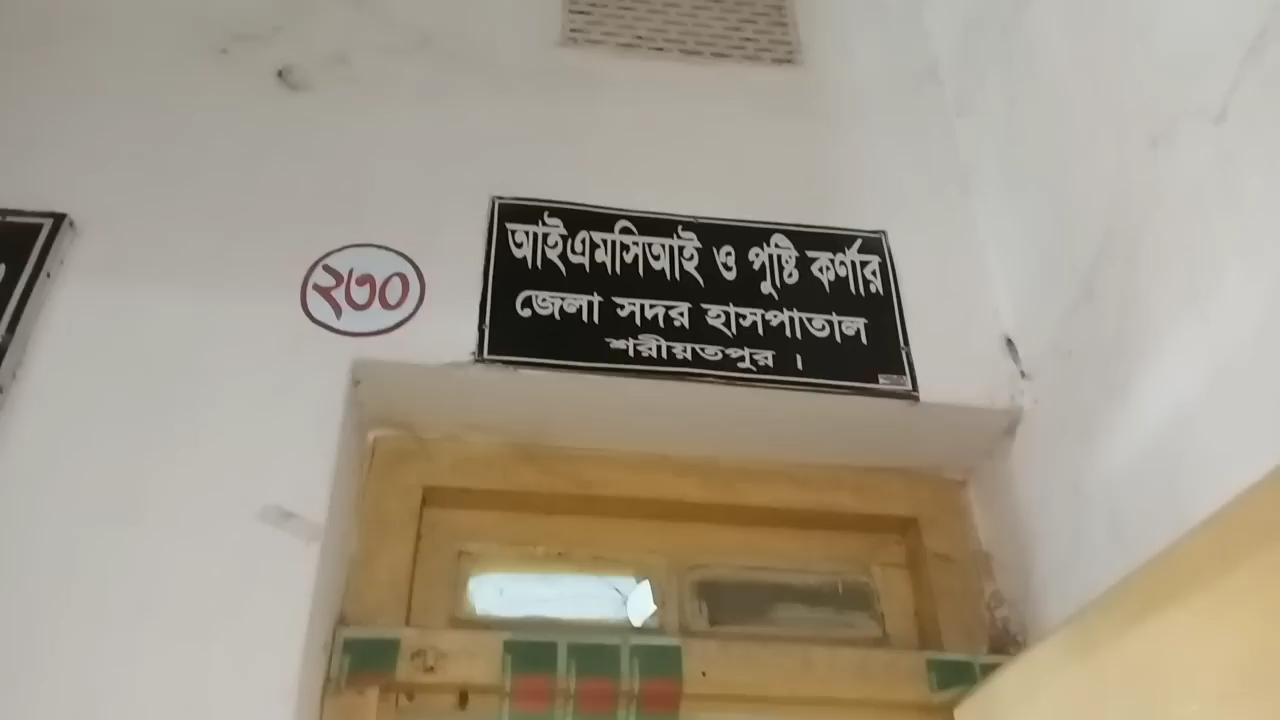 ২৩০
আইএমসিআই ও পুষ্টি কর্ণার
জেলা সদর হাসপাতাল
শরীয়তপুর ।